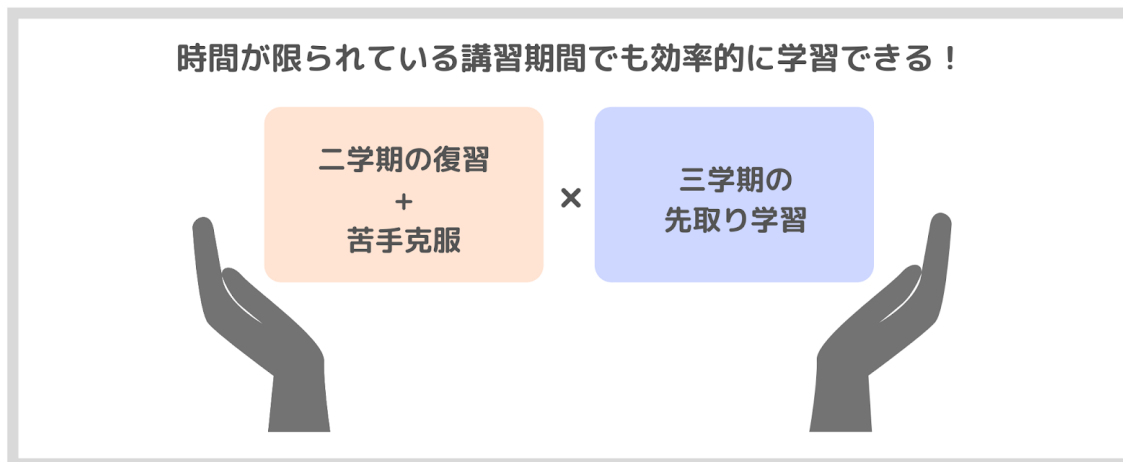 時間が限られている講習期間でも効率的に学習できる！
二学期の復習
+
苦手克服
×
三学期の
先取り学習